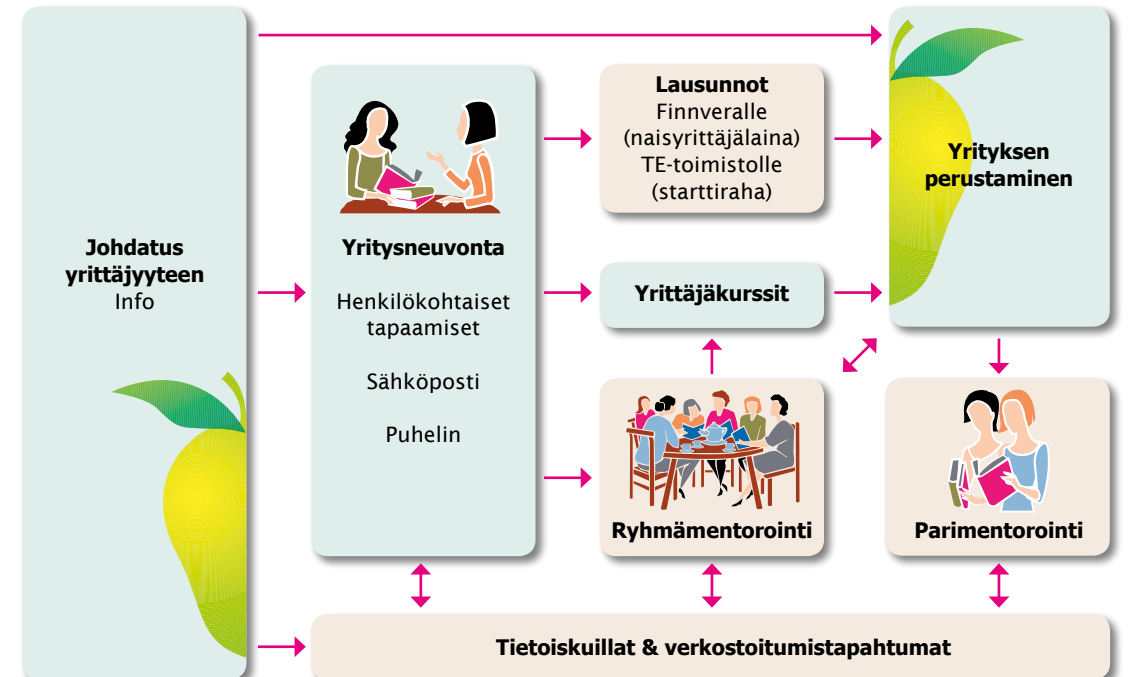 Johdatus
yrittäjyyteen
Info
Yritysneuvonta
Henkilökohtaiset
tapaamiset
Sähköposti
Puhelin
Lausunnot
Finnveralle
(naisyrittäjälaina)
TE-toimistolle
(starttiraha)
Yrittäjäkurssit
Ryhmämentorointi
Yrityksen
perustaminen
Parimentorointi
Tietoiskuillat & verkostoitumistapahtumat